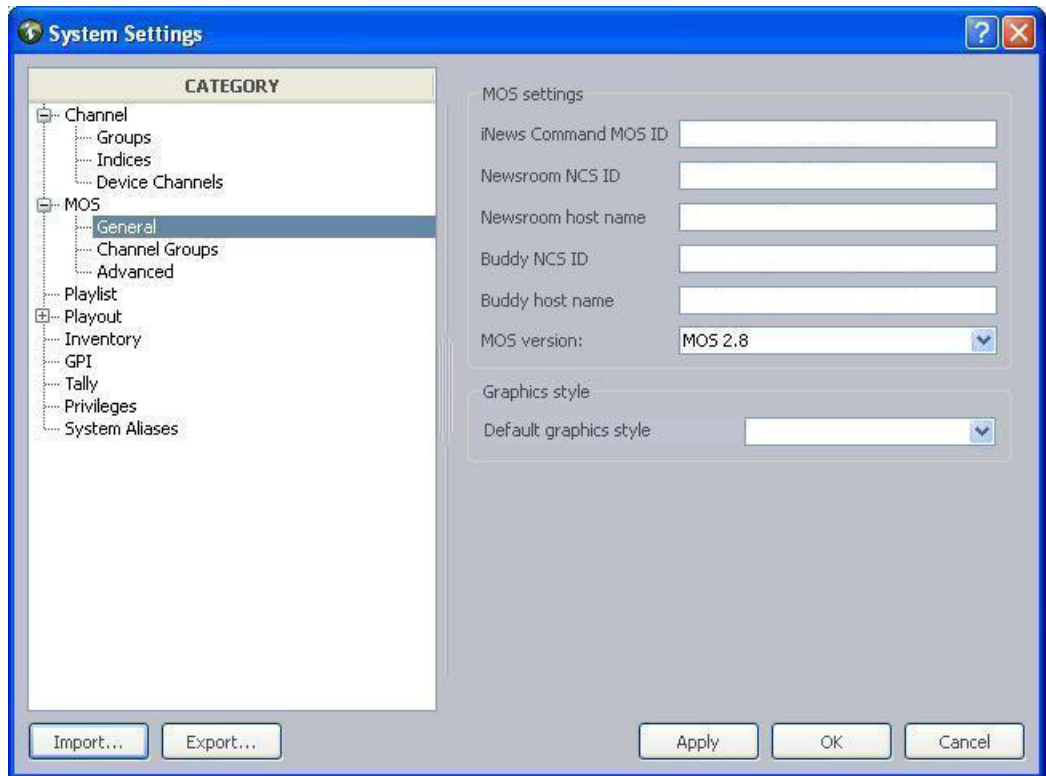 System Settings
CATEGORY
Channel
Groups
Indices
Device Channels
MOS
General
Channel Groups
Advanced
Playlist
Playout
Inventory
GPI
Tally
Privileges
System Aliases
MOS settings
iNews Command MOS ID
Newsroom NCS ID
Newsroom host name
Buddy NCS ID
Buddy host name
MOS version: MOS 2.8
Graphics style
Default graphics style
Import... Export... Apply OK Cancel